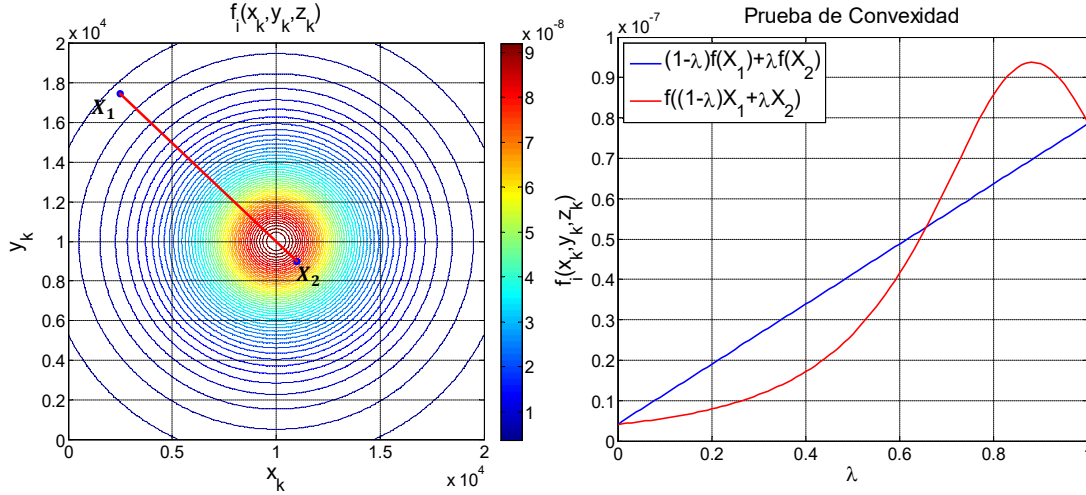 f_i(x_k,y_k,z_k)
x 10^4
x 10^-8
2
1.8
1.6
1.4
1.2
1
0.8
0.6
0.4
0.2
0
y_k
X_1
X_2
0 0.5 1 1.5 2
x_k
x 10^4
9
8
7
6
5
4
3
2
1
Prueba de Convexidad
x 10^-7
1
0.9
0.8
0.7
0.6
0.5
0.4
0.3
0.2
0.1
0
f_i(x_k,y_k,z_k)
(1-λ)f(X_1)+λf(X_2)
f((1-λ)X_1+λX_2)
0 0.2 0.4 0.6 0.8 1
λ